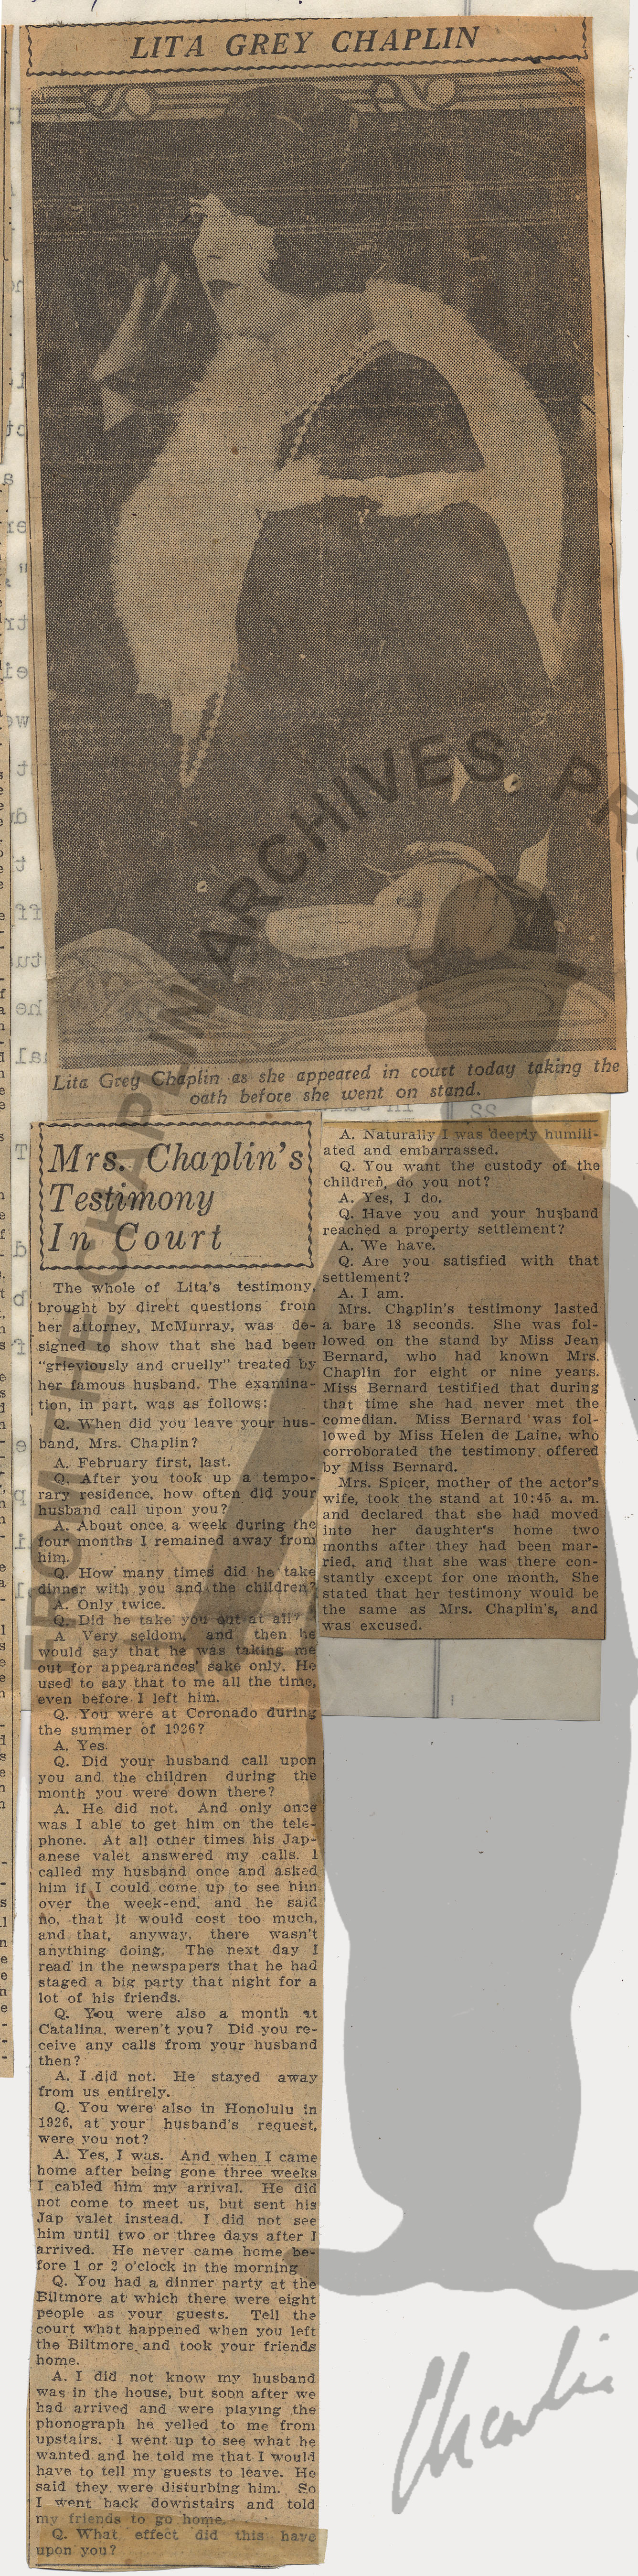 LITA GREY CHAPLIN
Lita Grey Chaplin as she appeared in court today taking the
oath before she went on stand.
Mrs. Chaplin's
Testimony
In Court
The whole of Lita's testimony,
brought by direct questions from
her attorney, McMurray, was de-
signed to show that she had been
"grieviously and cruelly" treated by
her famous husband. The examina-
tion, in part, was as follows:
Q. When did you leave your hus-
band, Mrs. Chaplin?
A. February first, last.
Q. After you took up a tempo-
rary residence, how often did your
husband call upon you?
A. About once a week during the
four months I remained away from
him.
Q. How many times did he take
dinner with you and the children?
A. Only twice.
Q. Did he take you out at all?
A. Very seldom, and then he
would say that he was taking me
out for appearances' sake only. He
used to say that to me all the time,
even before I left him.
Q. You were at Coronado during
the summer of 1926?
A. Yes.
Q. Did your husband call upon
you and the children during the
month you were down there?
A. He did not. And only once
was I able to get him on the tele-
phone. At all other times his Jap-
anese valet answered my calls. I
called my husband once and asked
him if I could come up to see him
over the week-end, and he said
no, that it would cost too much,
and that, anyway, there wasn't
anything doing. The next day I
read in the newspapers that he had
staged a big party that night for a
lot of his friends.
Q. You were also a month at
Catalina, weren't you? Did you re-
ceive any calls from your husband
then?
A. I did not. He stayed away
from us entirely.
Q. You were also in Honolulu in
1926, at your husband's request,
were you not?
A. Yes, I was. And when I came
home after being gone three weeks
I cabled him my arrival. He did
not come to meet us, but sent his
Jap valet instead. I did not see
him until two or three days after I
arrived. He never came home be-
fore 1 or 2 o'clock in the morning
Q. You had a dinner party at the
Biltmore at which there were eight
people as your guests. Tell the
court what happened when you left
the Biltmore and took your friends
home.
A. I did not know my husband
was in the house, but soon after we
had arrived and were playing the
phonograph he yelled to me from
upstairs. I went up to see what he
wanted and he told me that I would
have to tell my guests to leave. He
said they were disturbing him. So
I went back downstairs and told
my friends to go home.
Q. What effect did this have
upon you?
A. Naturally I was deeply humili-
ated and embarrassed.
Q. You want the custody of the
children, do you not?
A. Yes, I do.
Q. Have you and your husband
reached a property settlement?
A. We have.
Q. Are you satisfied with that
settlement?
A. I am.
Mrs. Chaplin's testimony lasted
a bare 18 seconds. She was fol-
lowed on the stand by Miss Jean
Bernard, who had known Mrs.
Chaplin for eight or nine years.
Miss Bernard testified that during
that time she had never met the
comedian. Miss Bernard was fol-
lowed by Miss Helen de Laine, who
corroborated the testimony offered
by Miss Bernard.
Mrs. Spicer, mother of the actor's
wife, took the stand at 10:45 a. m.
and declared that she had moved
into her daughter's home two
months after they had been mar-
ried, and that she was there con-
stantly except for one month. She
stated that her testimony would be
the same as Mrs. Chaplin's, and
was excused.
FROM THE CHAPLIN ARCHIVES PR
Charlie